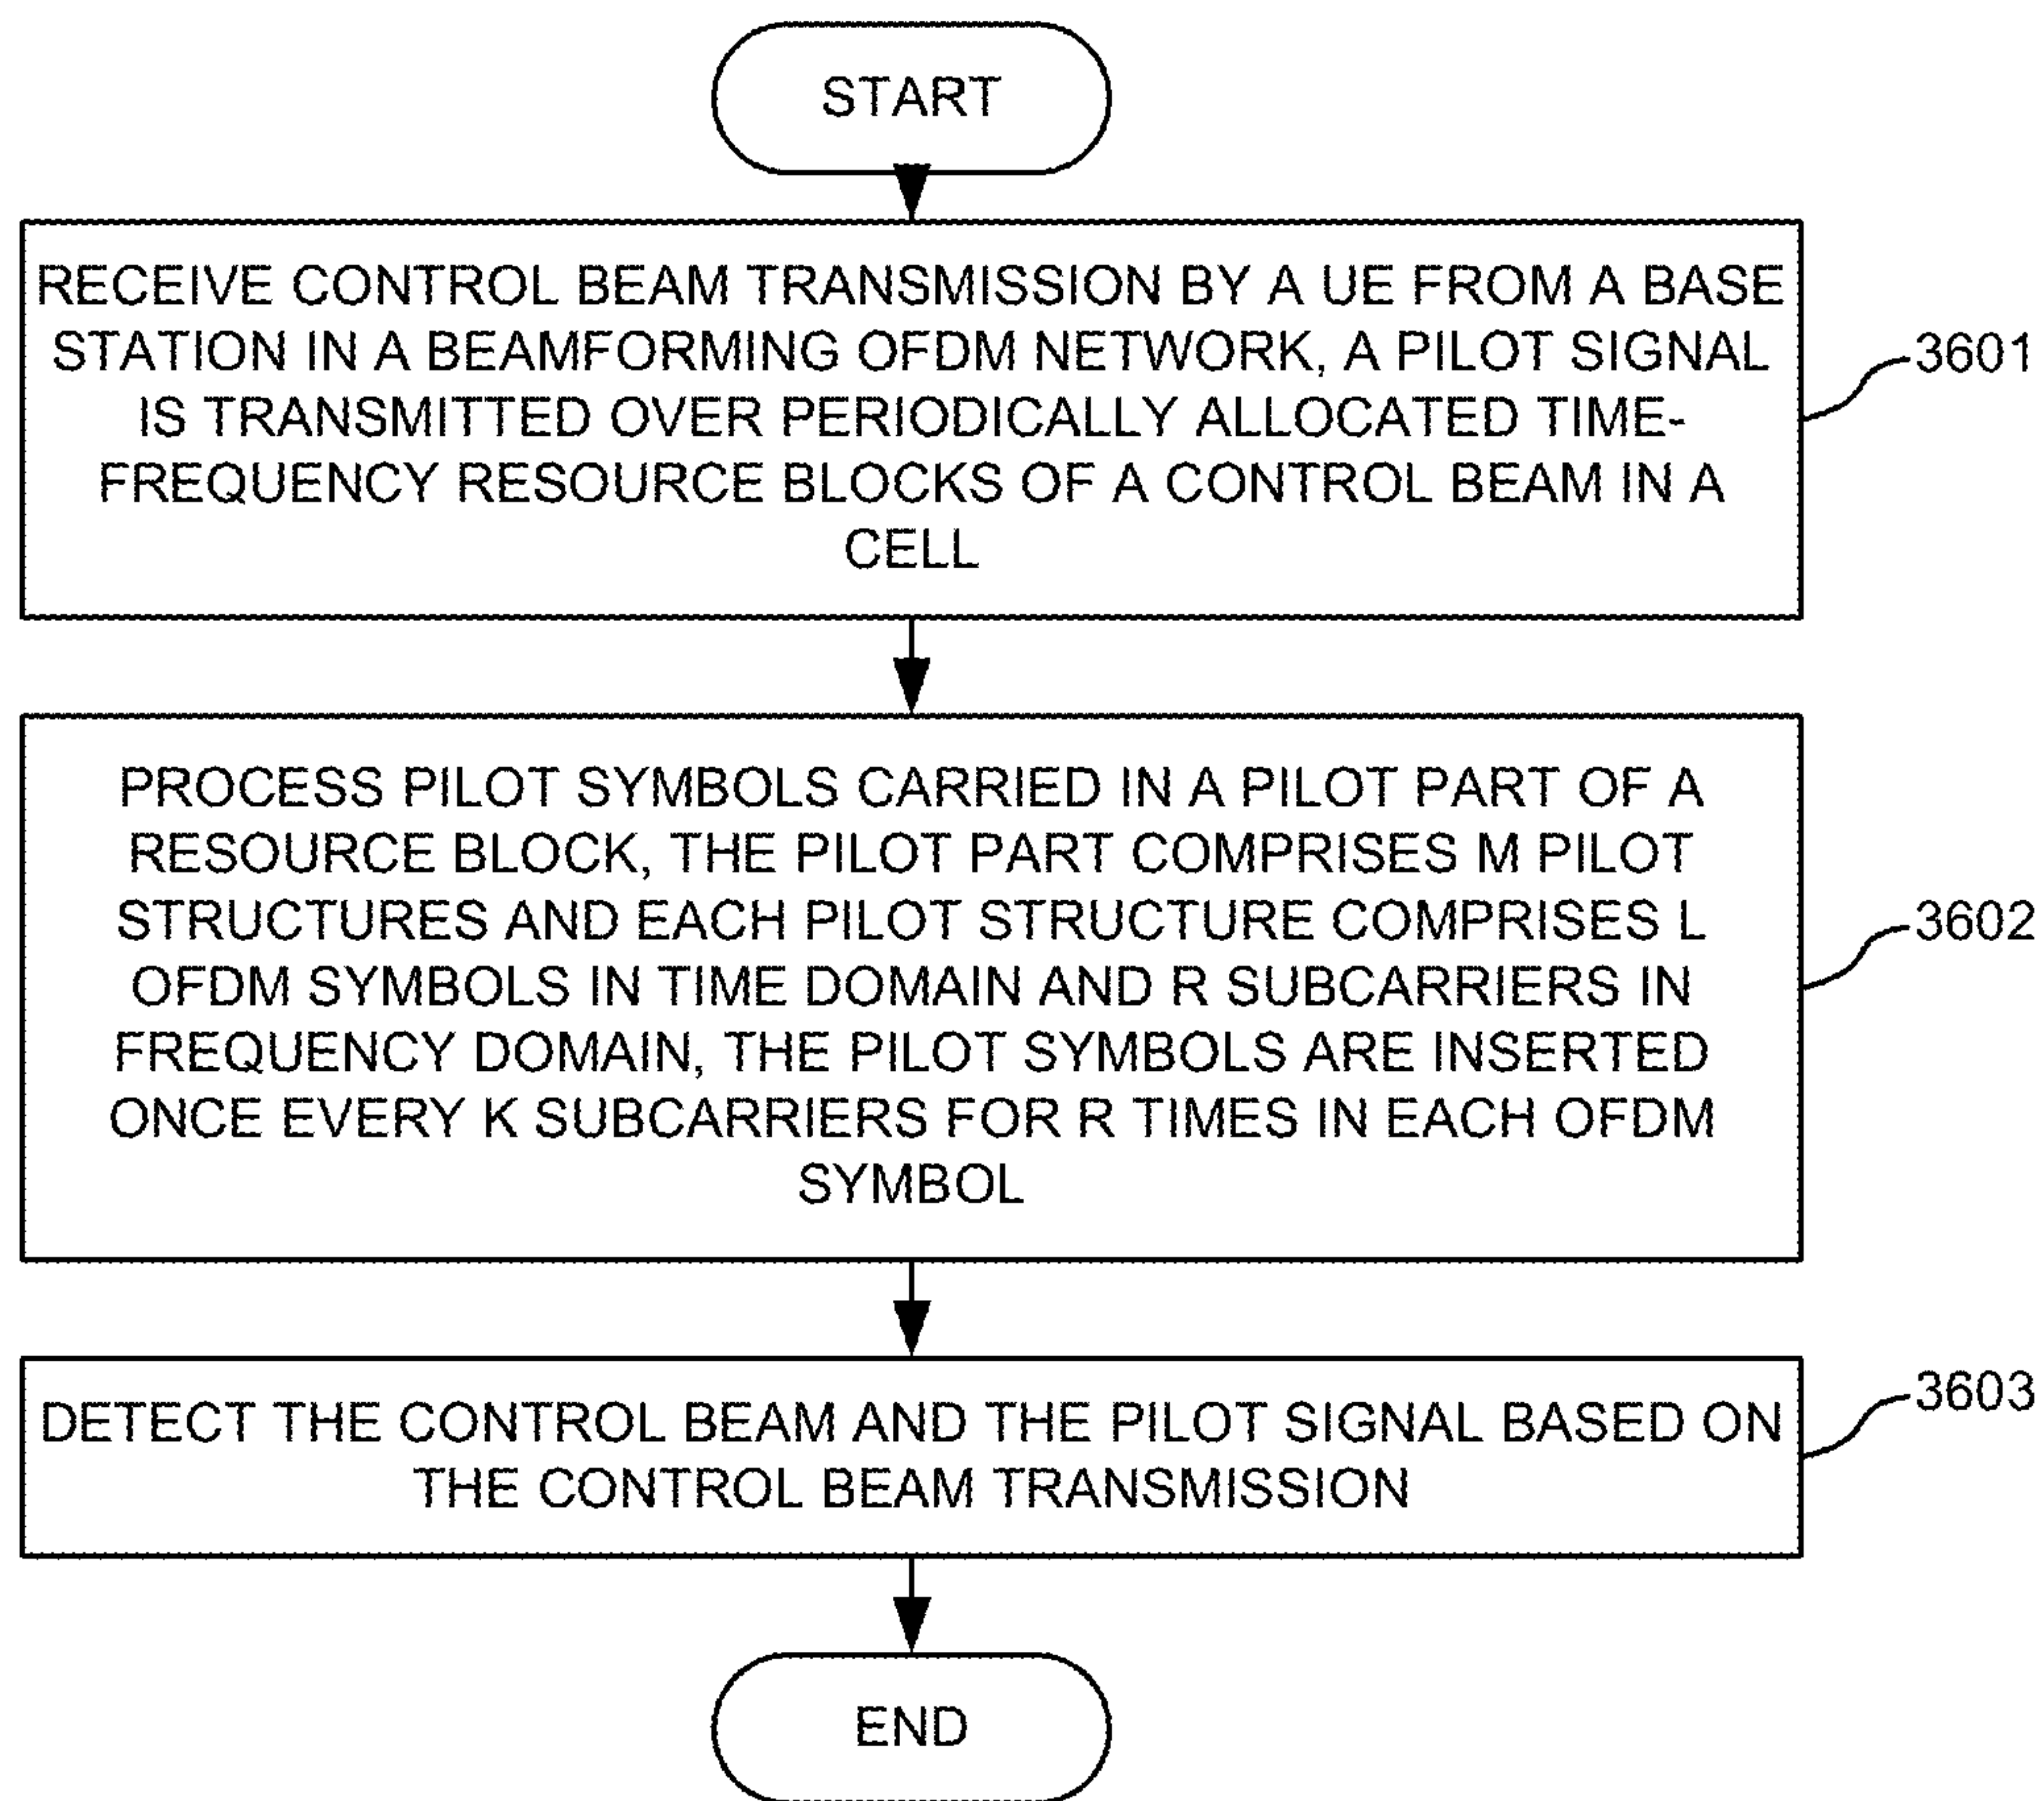 START
RECEIVE CONTROL BEAM TRANSMISSION BY A UE FROM A BASE
STATION IN A BEAMFORMING OFDM NETWORK, A PILOT SIGNAL
IS TRANSMITTED OVER PERIODICALLY ALLOCATED TIME-
FREQUENCY RESOURCE BLOCKS OF A CONTROL BEAM IN A
CELL
3601
PROCESS PILOT SYMBOLS CARRIED IN A PILOT PART OF A
RESOURCE BLOCK, THE PILOT PART COMPRISES M PILOT
STRUCTURES AND EACH PILOT STRUCTURE COMPRISES L
OFDM SYMBOLS IN TIME DOMAIN AND R SUBCARRIERS IN
FREQUENCY DOMAIN, THE PILOT SYMBOLS ARE INSERTED
ONCE EVERY K SUBCARRIERS FOR R TIMES IN EACH OFDM
SYMBOL
3602
DETECT THE CONTROL BEAM AND THE PILOT SIGNAL BASED ON
THE CONTROL BEAM TRANSMISSION
3603
END